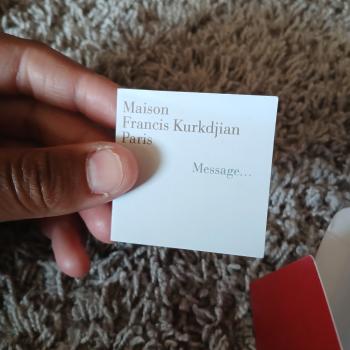 Maison
Francis Kurkdjian
Paris
Message...